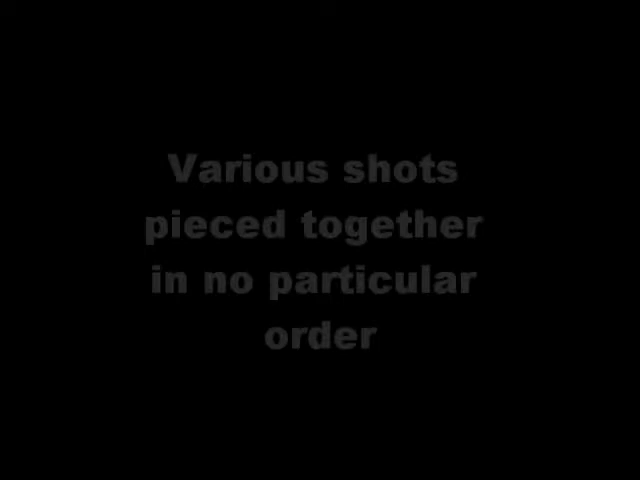 Various shots
pieced together
in no particular
order